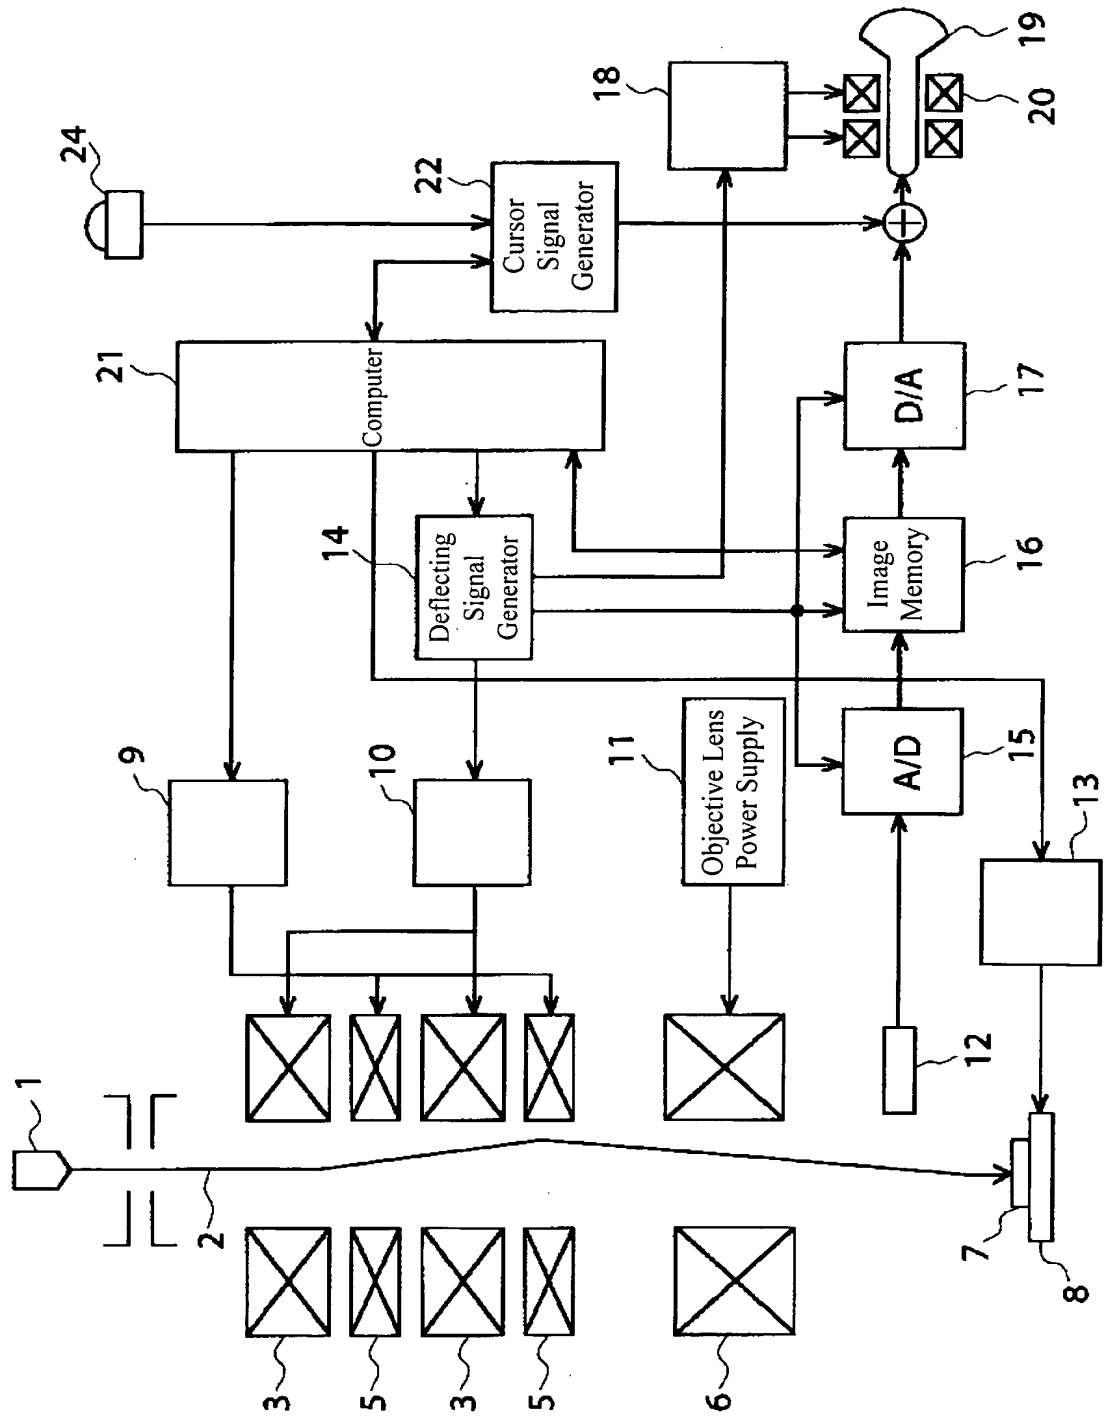 1
24
21
9
2
3
14
5
10
Computer
22
3
Deflecting
Signal
Generator
Cursor
Signal
Generator
5
18
11
6
Objective Lens
Power Supply
A/D
Image
Memory
D/A
7
12
15
16
17
20
19
8
13